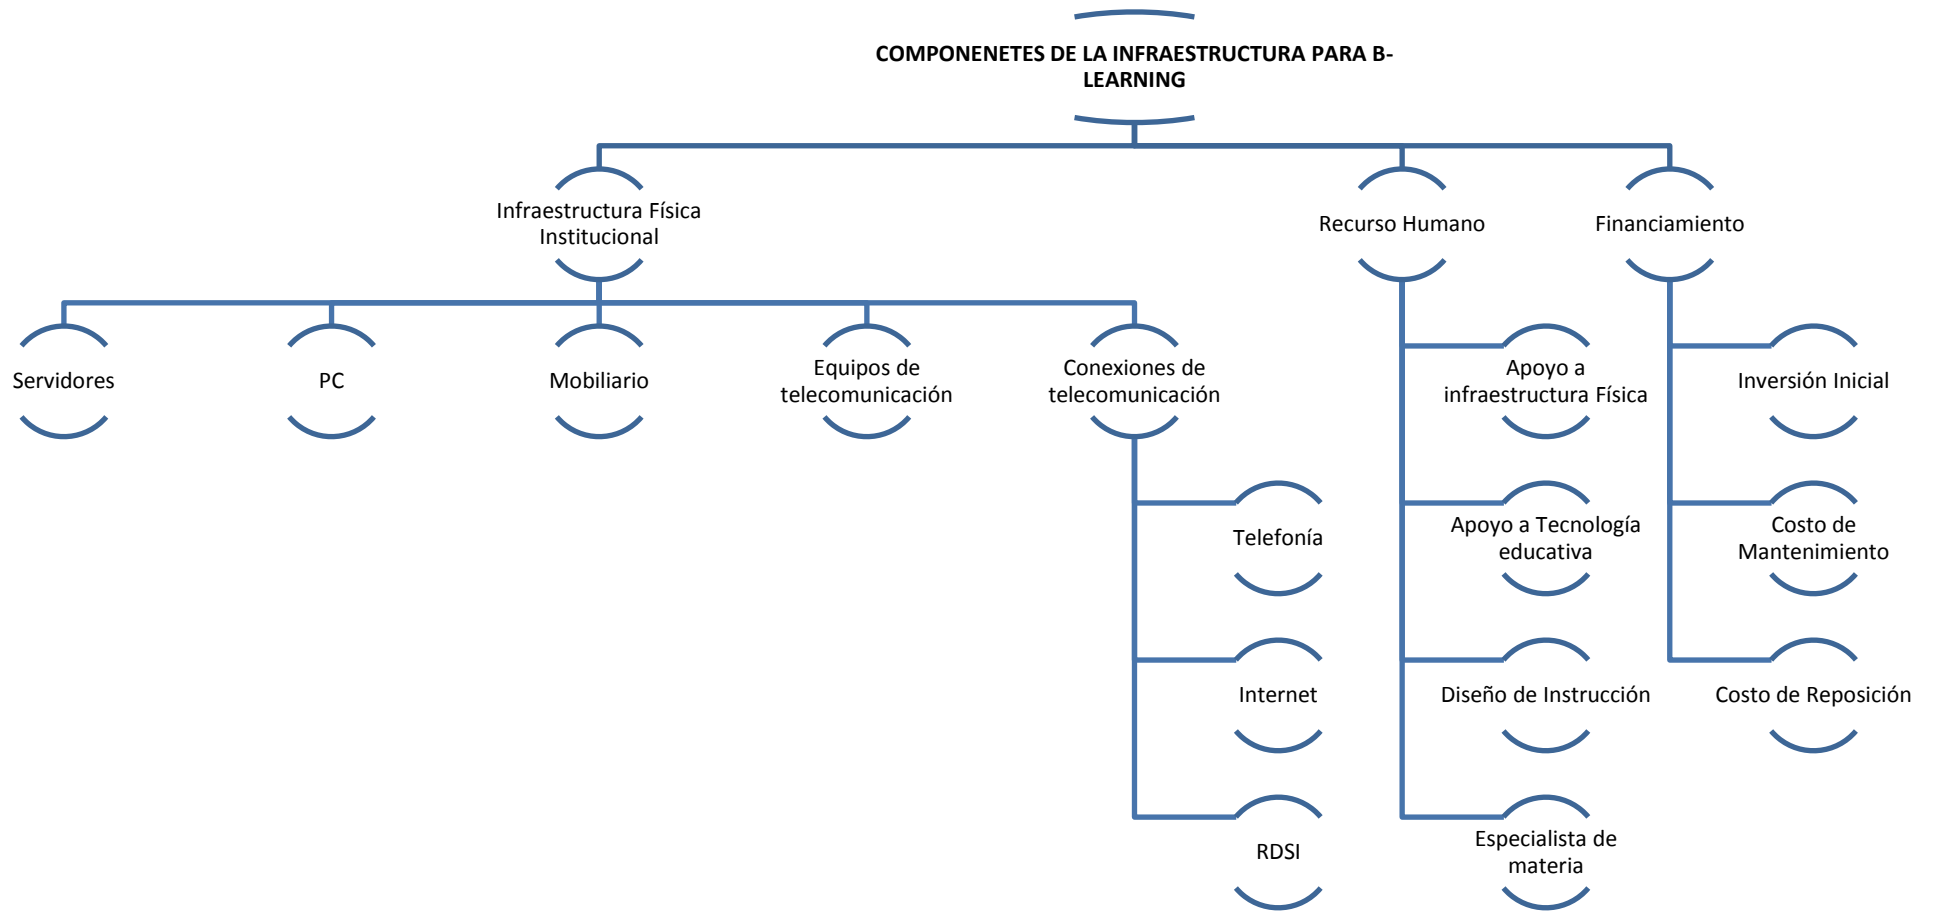 COMPONENETES DE LA INFRAESTRUCTURA PARA B-
LEARNING
Infraestructura Física
Institucional
Recurso Humano
Financiamiento
Servidores
PC
Mobiliario
Equipos de
telecomunicación
Conexiones de
telecomunicación
Apoyo a
infraestructura Física
Inversión Inicial
Telefonía
Apoyo a Tecnología
educativa
Costo de
Mantenimiento
Internet
Diseño de Instrucción
Costo de Reposición
RDSI
Especialista de
materia